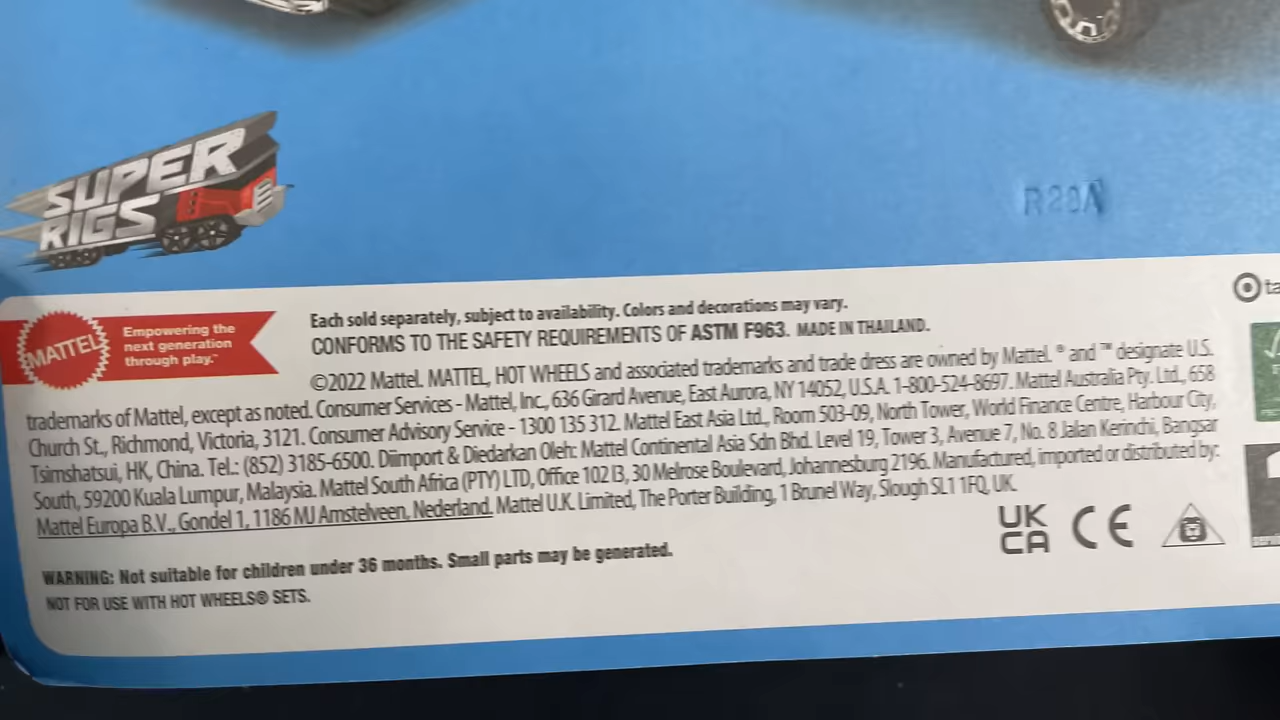 SUPER
RIGS
R28A
MATTEL
Empowering the
next generation
through play.™
Each sold separately, subject to availability. Colors and decorations may vary.
CONFORMS TO THE SAFETY REQUIREMENTS OF ASTM F963. MADE IN THAILAND.
©2022 Mattel. MATTEL, HOT WHEELS and associated trademarks and trade dress are owned by Mattel. ® and ™ designate U.S.
trademarks of Mattel, except as noted. Consumer Services - Mattel, Inc., 636 Girard Avenue, East Aurora, NY 14052, U.S.A. 1-800-524-8697. Mattel Australia Pty. Ltd., 658
Church St., Richmond, Victoria, 3121. Consumer Advisory Service - 1300 135 312. Mattel East Asia Ltd., Room 503-09, North Tower, World Finance Centre, Harbour City,
Tsimshatsui, HK, China. Tel.: (852) 3185-6500. Diimport & Diedarkan Oleh: Mattel Continental Asia Sdn Bhd. Level 19, Tower 3, Avenue 7, No. 8 Jalan Kerinchi, Bangsar
South, 59200 Kuala Lumpur, Malaysia. Mattel South Africa (PTY) LTD, Office 102 I3, 30 Melrose Boulevard, Johannesburg 2196. Manufactured, imported or distributed by:
Mattel Europa B.V., Gondel 1, 1186 MJ Amstelveen, Nederland. Mattel U.K. Limited, The Porter Building, 1 Brunel Way, Slough SL1 1FQ, UK.
UK
CA CE
WARNING: Not suitable for children under 36 months. Small parts may be generated.
NOT FOR USE WITH HOT WHEELS® SETS.